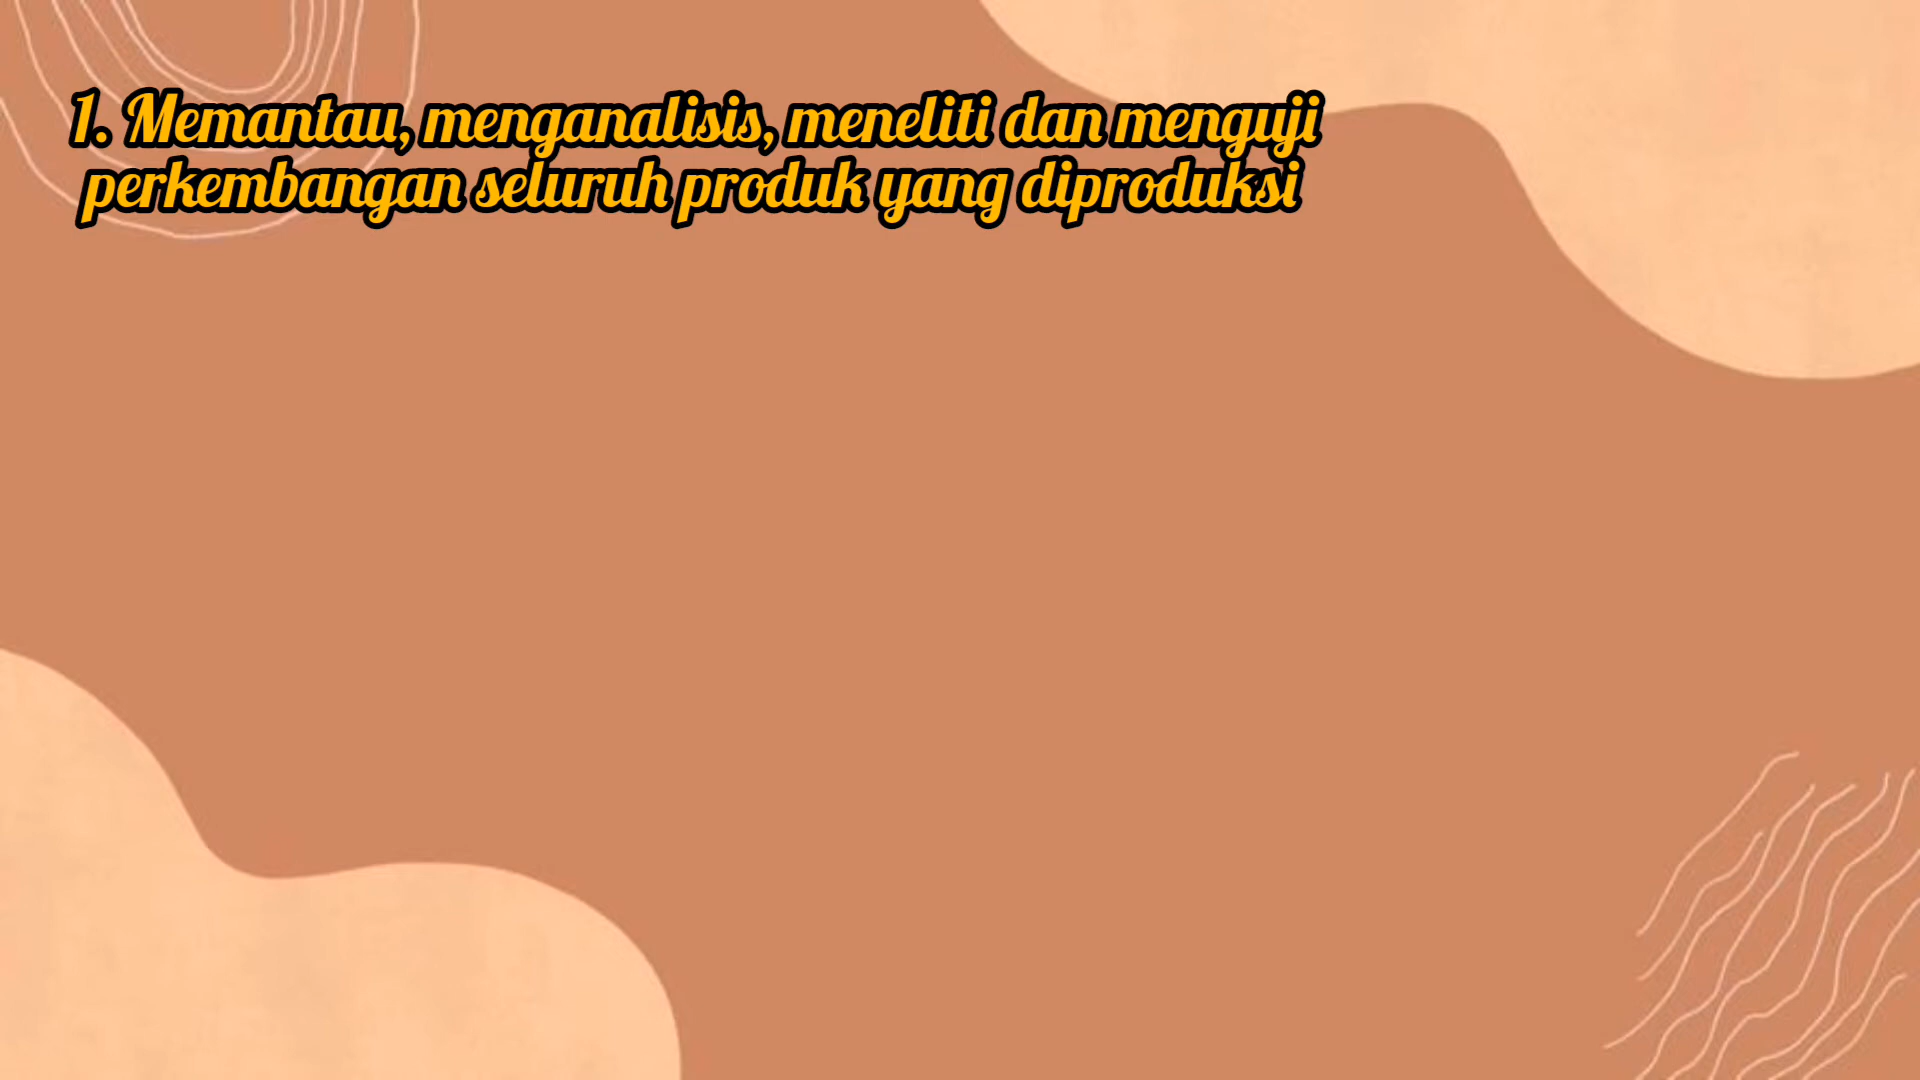 1. Memantau, menganalisis, meneliti dan menguji
perkembangan seluruh produk yang diproduksi